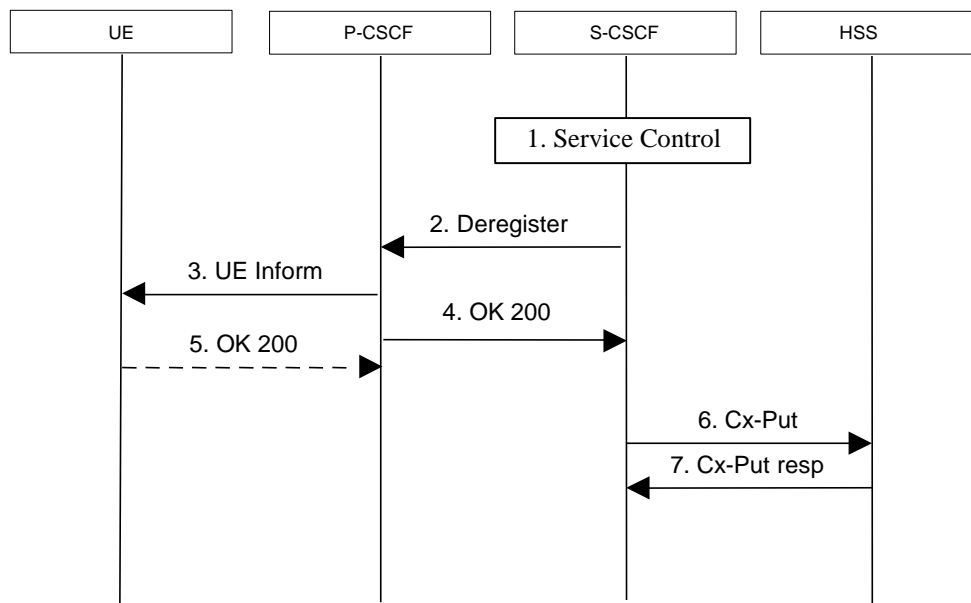 UE
P-CSCF
S-CSCF
HSS
1. Service Control
2. Deregister
3. UE Inform
4. OK 200
5. OK 200
6. Cx-Put
7. Cx-Put resp